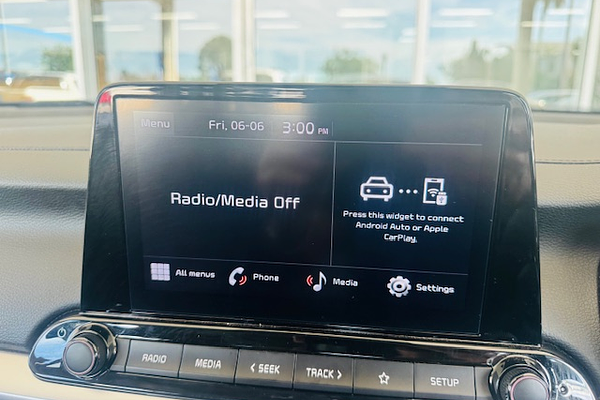 Menu
Fri, 06-06
3:00 PM
Radio/Media Off
Press this widget to connect
Android Auto or Apple
CarPlay.
All menus
Phone
Media
Settings
RADIO
MEDIA
< SEEK
TRACK >
☆
SETUP